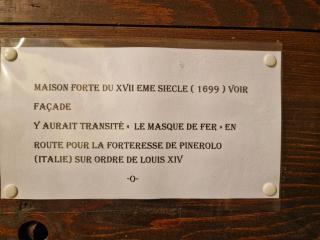 MAISON FORTE DU XVII EME SIECLE ( 1699 ) VOIR
FAÇADE
Y AURAIT TRANSITÉ « LE MASQUE DE FER » EN
ROUTE POUR LA FORTERESSE DE PINEROLO
(ITALIE) SUR ORDRE DE LOUIS XIV
-O-